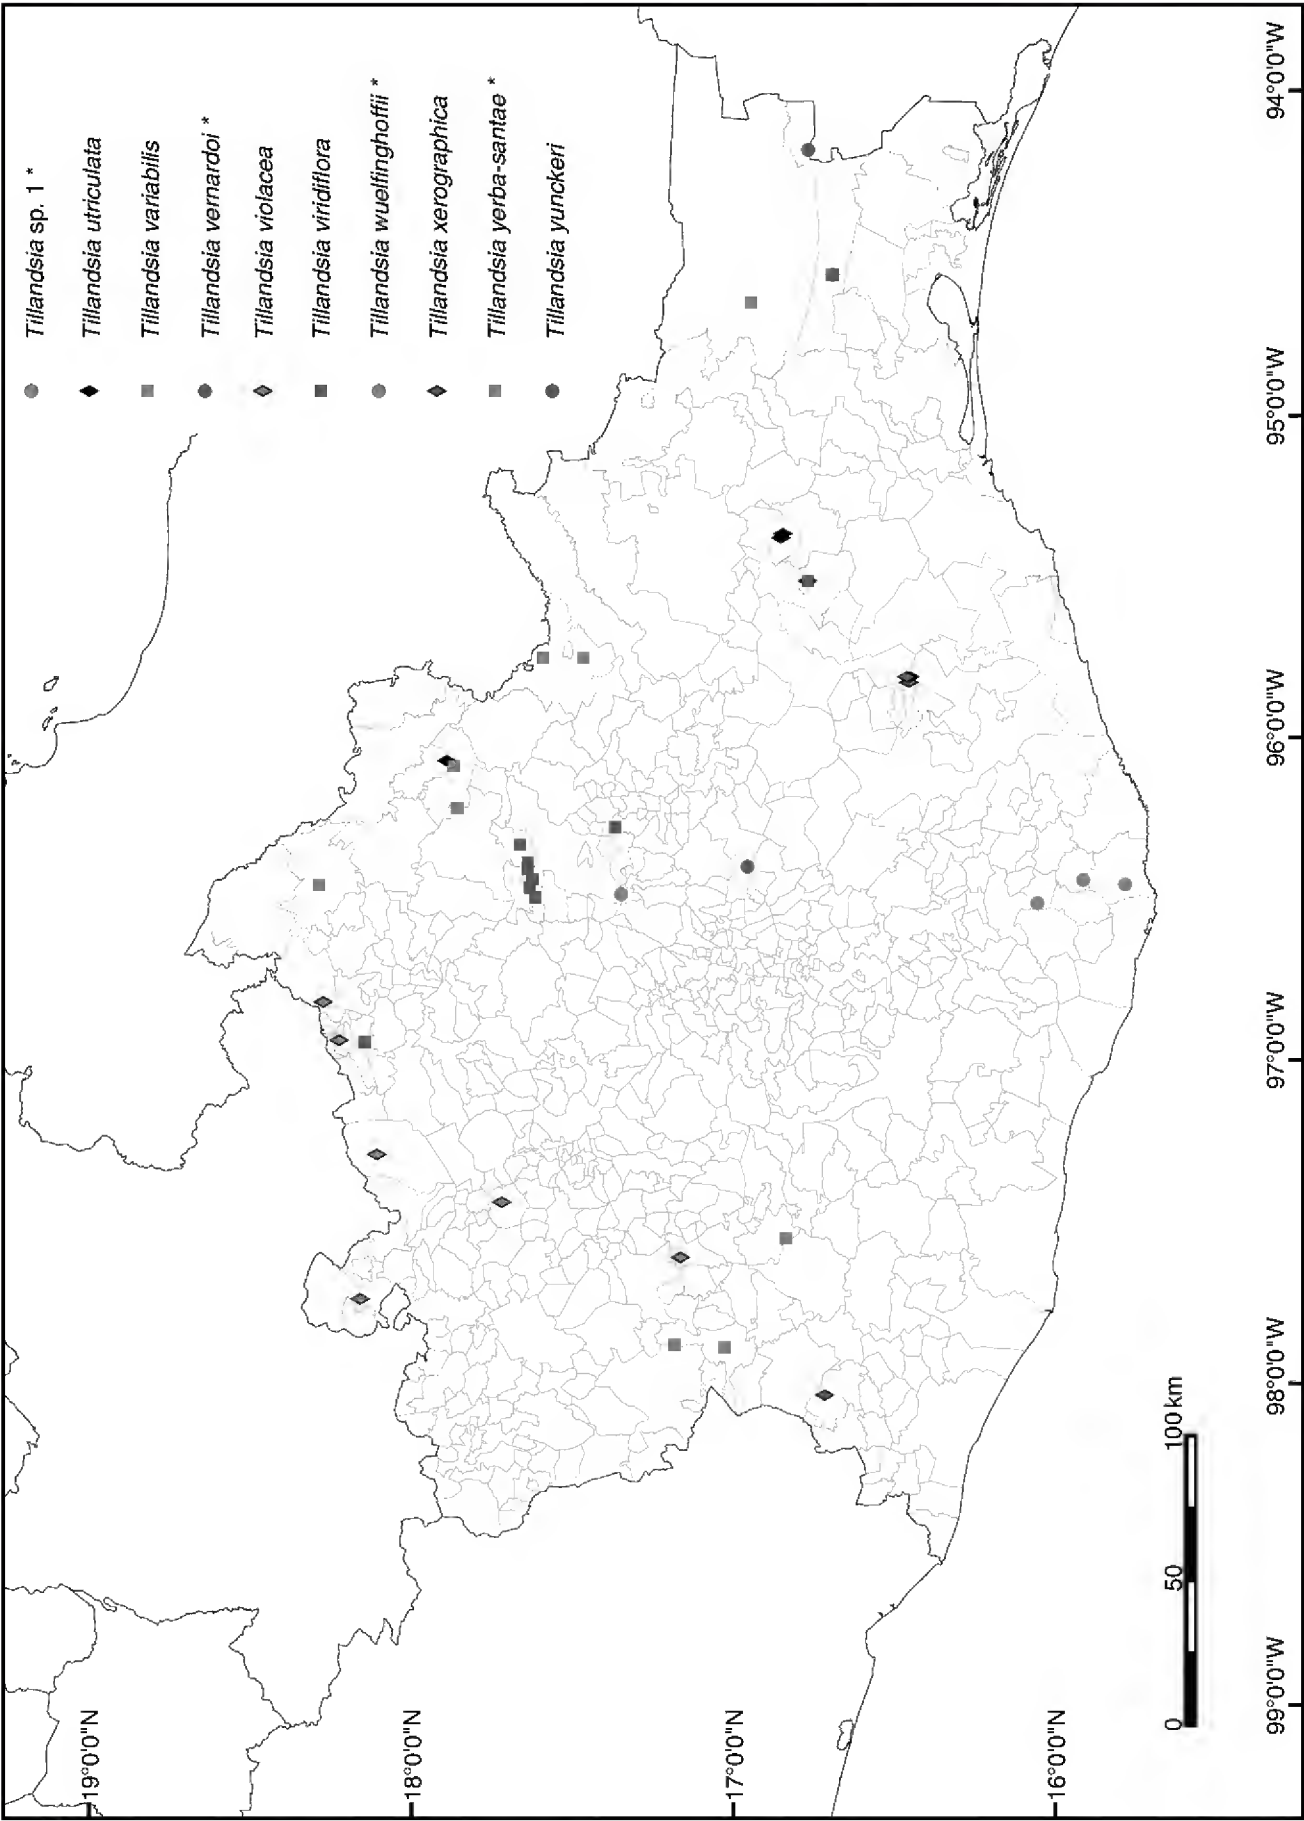 Tillandsia sp. 1 *
Tillandsia utriculata
Tillandsia variabilis
Tillandsia vernardoi *
Tillandsia violacea
Tillandsia viridiflora
Tillandsia wuelfinghoffii *
Tillandsia xerographica
Tillandsia yerba-santae *
Tillandsia yunckeri
19°0'0"N
18°0'0"N
17°0'0"N
16°0'0"N
0 50 100 km
99°0'0"W
98°0'0"W
97°0'0"W
96°0'0"W
95°0'0"W
94°0'0"W